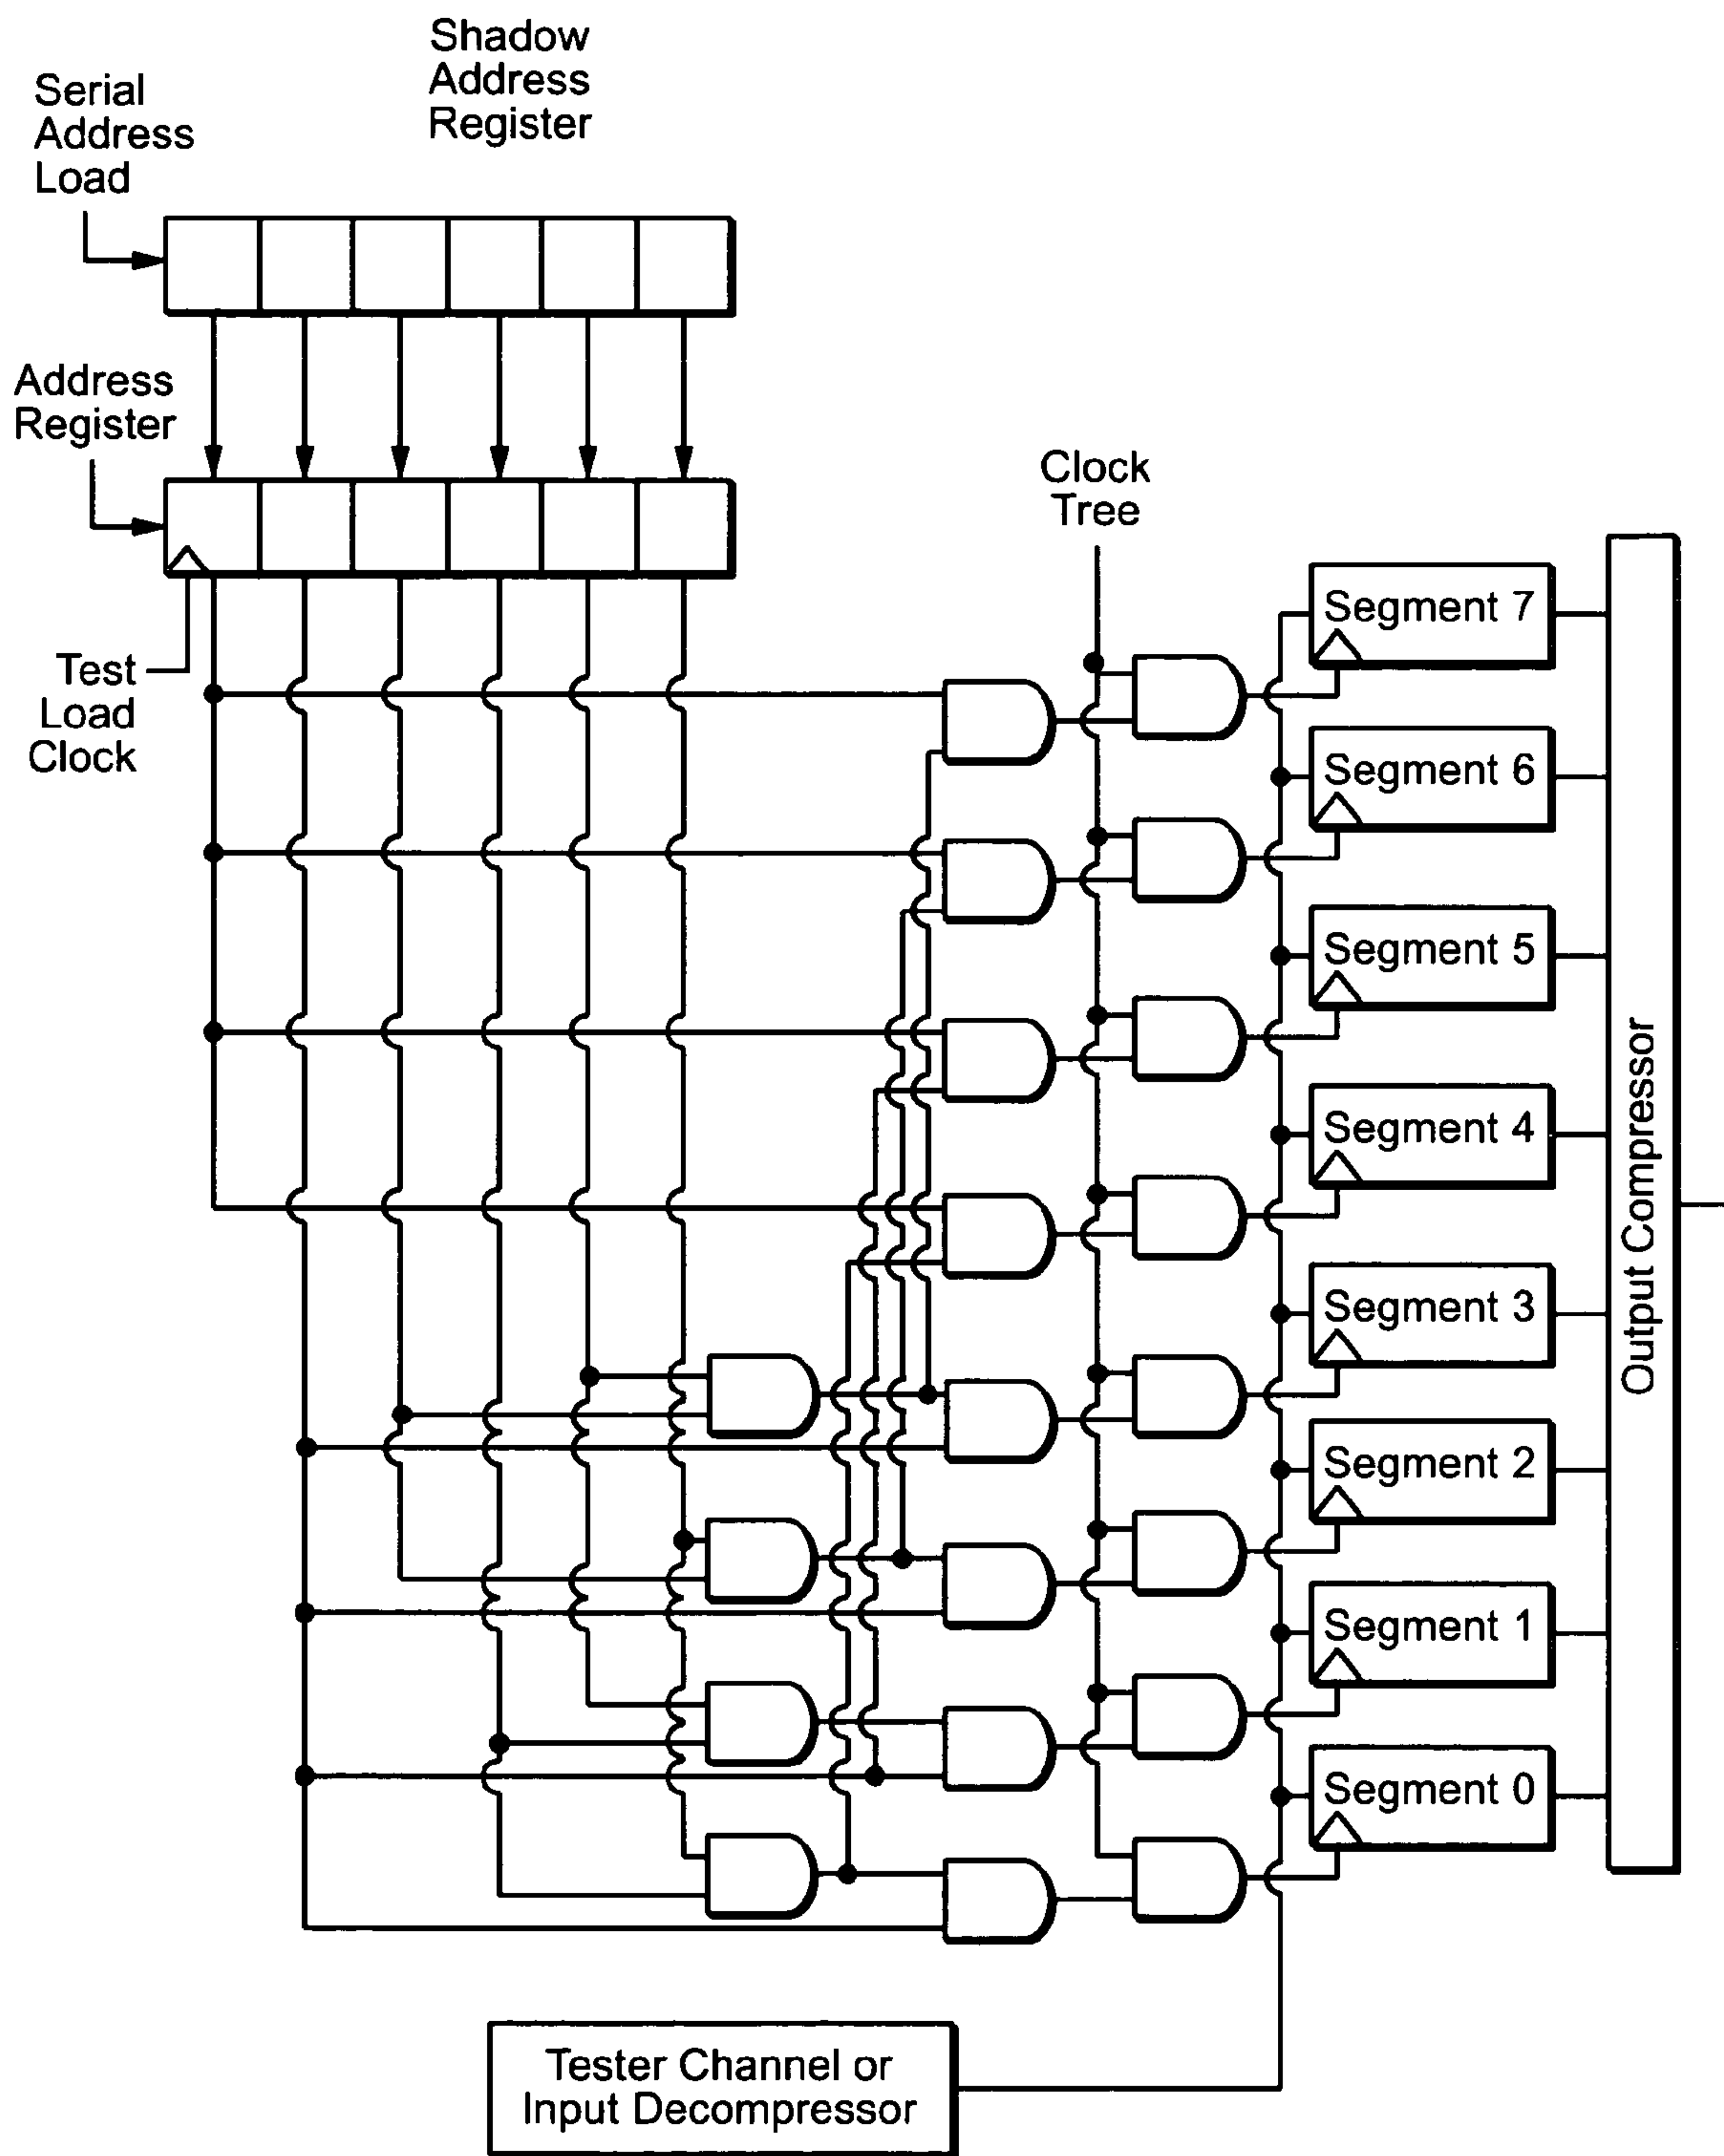 Shadow
Address
Register
Serial
Address
Load
Address
Register
Clock
Tree
Test
Load
Clock
Segment 7
Segment 6
Segment 5
Segment 4
Segment 3
Segment 2
Segment 1
Segment 0
Output Compressor
Tester Channel or
Input Decompressor